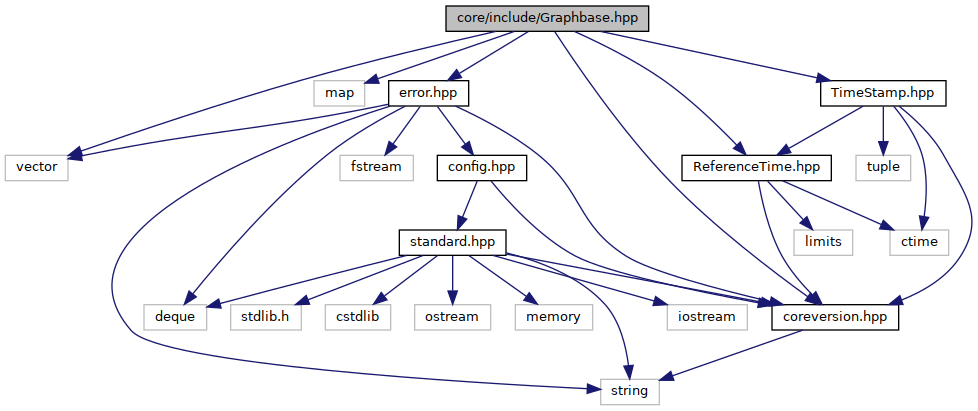 core/include/Graphbase.hpp
map
error.hpp
TimeStamp.hpp
vector
fstream
config.hpp
ReferenceTime.hpp
tuple
standard.hpp
limits
ctime
deque
stdlib.h
cstdlib
ostream
memory
iostream
coreversion.hpp
string